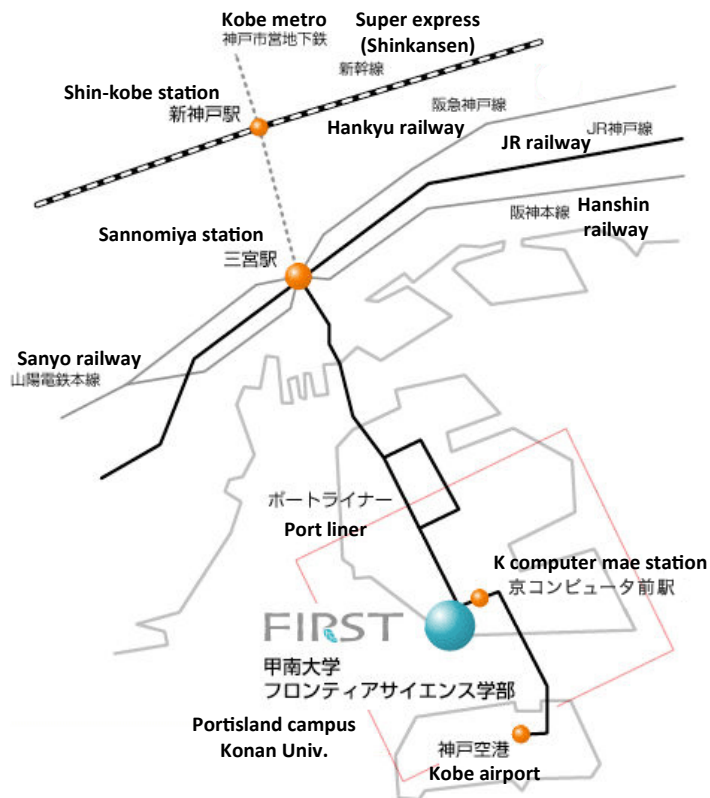 Kobe metro
神戸市営地下鉄
Super express
(Shinkansen)
新幹線
Shin-kobe station
新神戸駅
阪急神戸線
Hankyu railway
JR神戸線
JR railway
阪神本線
Hanshin
railway
Sannomiya station
三宮駅
Sanyo railway
山陽電鉄本線
ポートライナー
Port liner
K computer mae station
京コンピュータ前駅
FIRST
甲南大学
フロンティアサイエンス学部
Portisland campus
Konan Univ.
神戸空港
Kobe airport